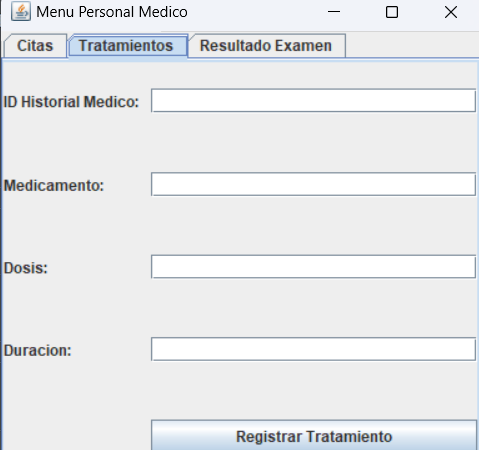 Menu Personal Medico
Citas Tratamientos Resultado Examen
ID Historial Medico:
Medicamento:
Dosis:
Duracion:
Registrar Tratamiento